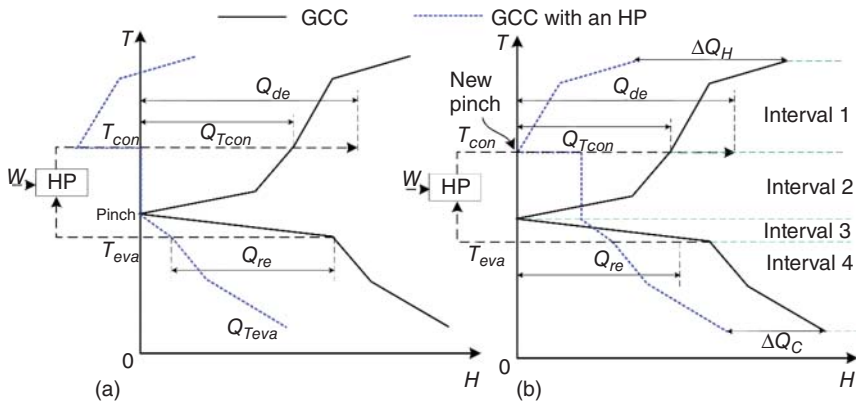 GCC
GCC with an HP
T
Q_de
Q_Tcon
T_con
W
HP
Pinch
T_eva
Q_re
Q_Teva
0
H
(a)
T
ΔQ_H
New
pinch
Q_de
Interval 1
T_con
Q_Tcon
W
HP
Interval 2
Interval 3
T_eva
Q_re
Interval 4
ΔQ_C
0
H
(b)